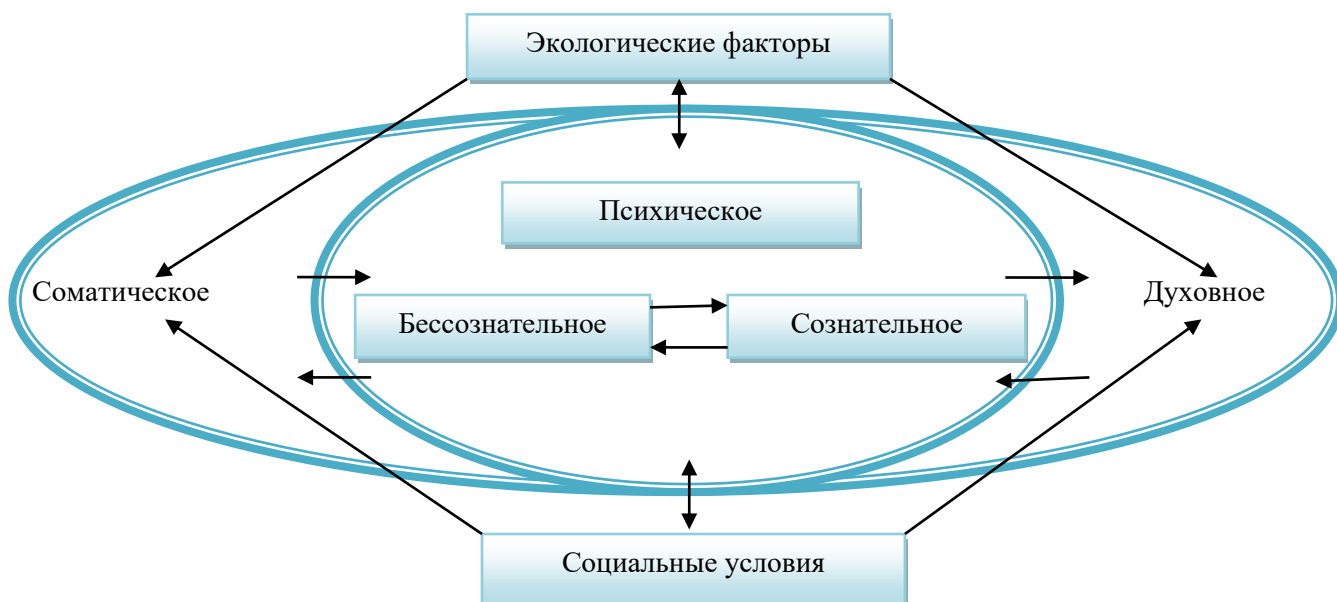 Экологические факторы
Психическое
Соматическое
Духовное
Бессознательное
Сознательное
Социальные условия